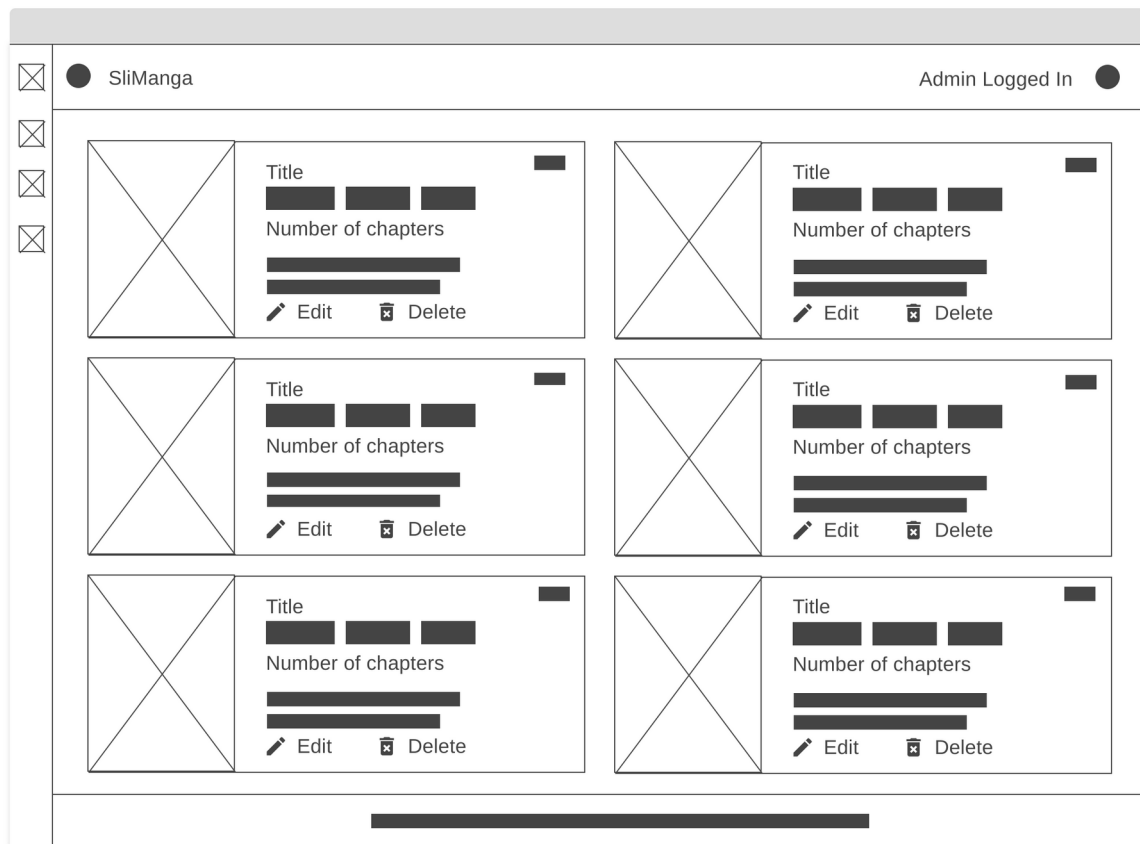 SliManga
Admin Logged In
Title
Number of chapters
Edit
Delete
Title
Number of chapters
Edit
Delete
Title
Number of chapters
Edit
Delete
Title
Number of chapters
Edit
Delete
Title
Number of chapters
Edit
Delete
Title
Number of chapters
Edit
Delete